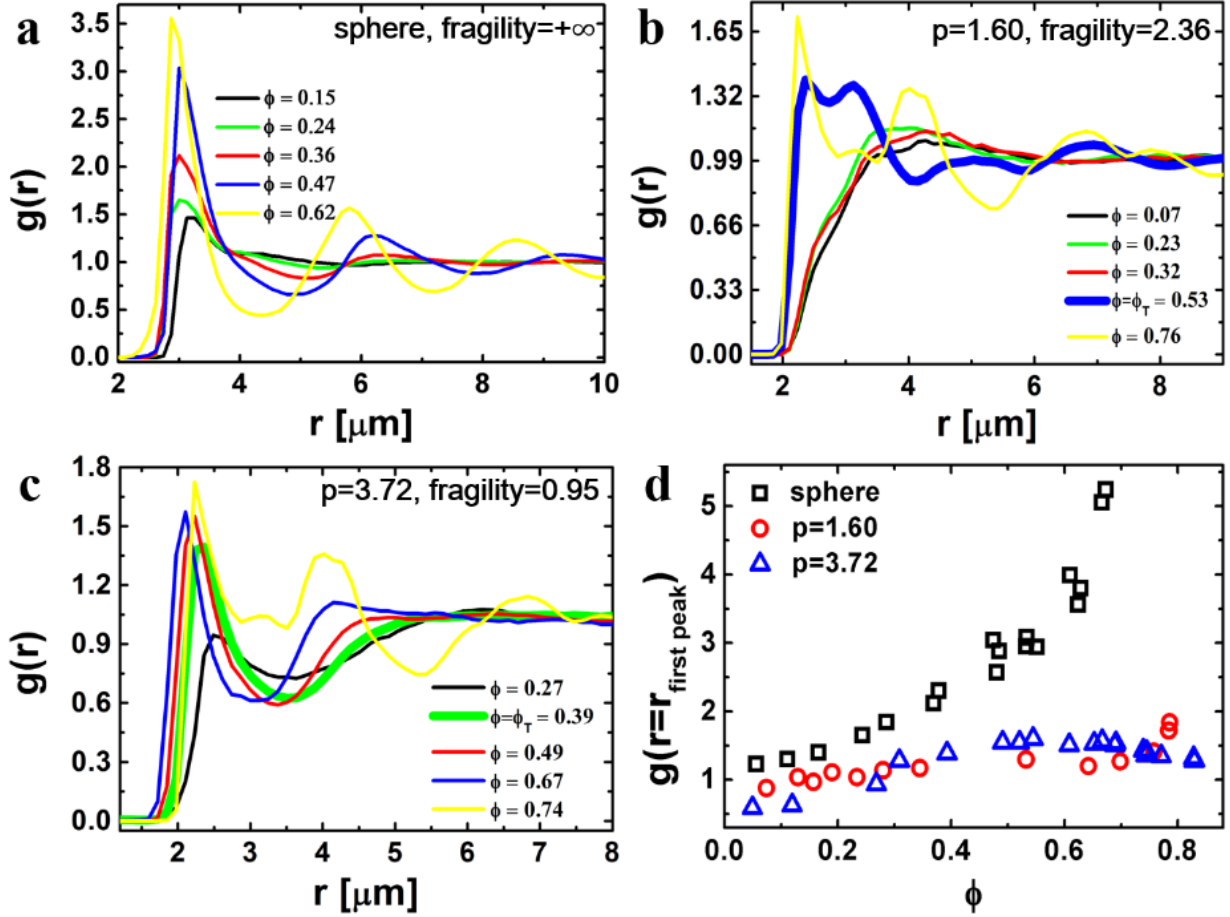 a
sphere, fragility=+∞
g(r)
3.5
3.0
2.5
2.0
1.5
1.0
0.5
0.0
ϕ = 0.15
ϕ = 0.24
ϕ = 0.36
ϕ = 0.47
ϕ = 0.62
2 4 6 8 10
r [μm]
b
p=1.60, fragility=2.36
g(r)
1.65
1.32
0.99
0.66
0.33
0.00
ϕ = 0.07
ϕ = 0.23
ϕ = 0.32
ϕ=ϕ_T = 0.53
ϕ = 0.76
2 4 6 8
r [μm]
c
p=3.72, fragility=0.95
g(r)
1.8
1.5
1.2
0.9
0.6
0.3
0.0
ϕ = 0.27
ϕ=ϕ_T = 0.39
ϕ = 0.49
ϕ = 0.67
ϕ = 0.74
2 3 4 5 6 7 8
r [μm]
d
sphere
p=1.60
p=3.72
g(r=r_first peak)
5
4
3
2
1
0.0 0.2 0.4 0.6 0.8
ϕ